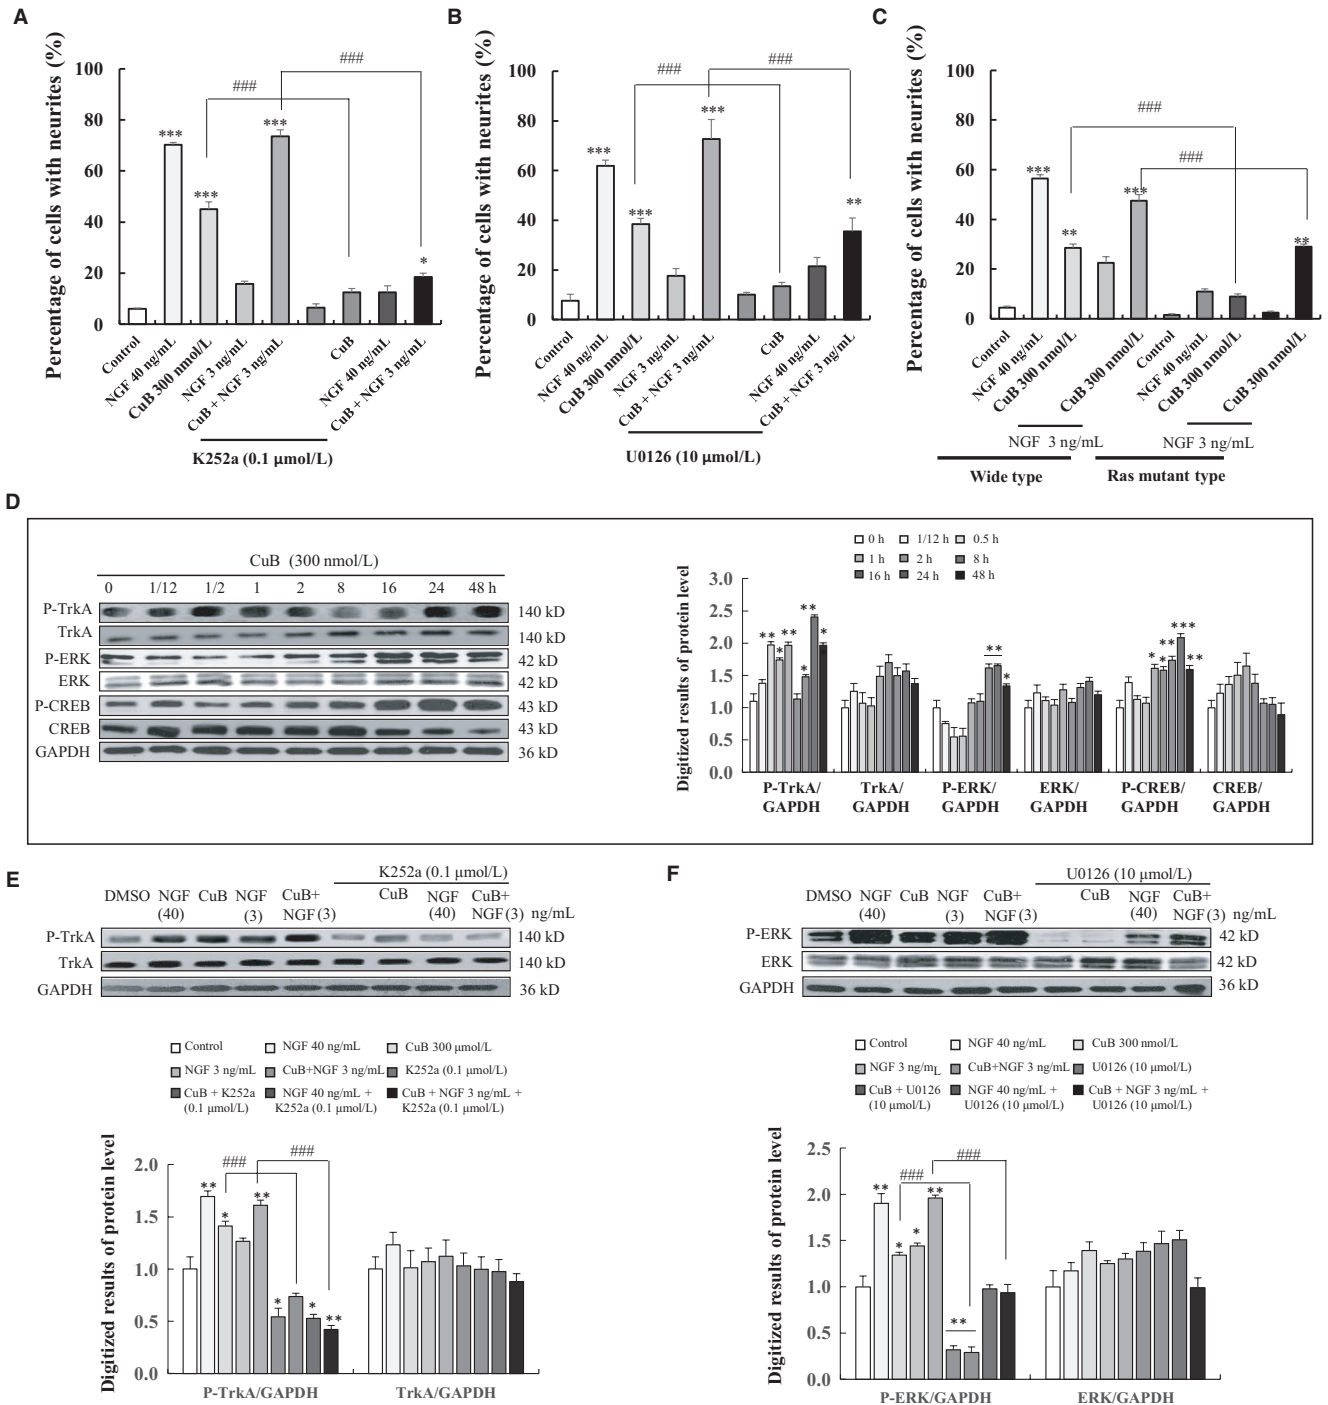 A
Percentage of cells with neurites (%)
100
80
60
40
20
0
###
###
***
***
***
*
Control
NGF 40 ng/mL
CuB 300 nmol/L
NGF 3 ng/mL
CuB + NGF 3 ng/mL
CuB
NGF 40 ng/mL
CuB + NGF 3 ng/mL
K252a (0.1 μmol/L)
B
Percentage of cells with neurites (%)
100
80
60
40
20
0
###
###
***
***
***
**
Control
NGF 40 ng/mL
CuB 300 nmol/L
NGF 3 ng/mL
CuB + NGF 3 ng/mL
CuB
NGF 40 ng/mL
CuB + NGF 3 ng/mL
U0126 (10 μmol/L)
C
Percentage of cells with neurites (%)
100
80
60
40
20
0
###
###
***
**
***
**
Control
NGF 40 ng/mL
CuB 300 nmol/L
CuB 300 nmol/L
Control
NGF 40 ng/mL
CuB 300 nmol/L
CuB 300 nmol/L
NGF 3 ng/mL
NGF 3 ng/mL
Wide type
Ras mutant type
D
CuB (300 nmol/L)
0 1/12 1/2 1 2 8 16 24 48 h
P-TrkA 140 kD
TrkA 140 kD
P-ERK 42 kD
ERK 42 kD
P-CREB 43 kD
CREB 43 kD
GAPDH 36 kD
0 h 1/12 h 0.5 h
1 h 2 h 8 h
16 h 24 h 48 h
Digitized results of protein level
3.0
2.5
2.0
1.5
1.0
0.5
0.0
** * ** * ** *
** *
* * ** *** **
P-TrkA/ TrkA/ P-ERK/ ERK/ P-CREB/ CREB/
GAPDH GAPDH GAPDH GAPDH GAPDH GAPDH
E
K252a (0.1 μmol/L)
DMSO NGF CuB NGF CuB+ CuB NGF CuB+
(40) (3) NGF (3) (40) NGF (3) ng/mL
P-TrkA 140 kD
TrkA 140 kD
GAPDH 36 kD
Control NGF 40 ng/mL CuB 300 μmol/L
NGF 3 ng/mL CuB+NGF 3 ng/mL K252a (0.1 μmol/L)
CuB + K252a NGF 40 ng/mL + CuB + NGF 3 ng/mL +
(0.1 μmol/L) K252a (0.1 μmol/L) K252a (0.1 μmol/L)
Digitized results of protein level
2.0
1.5
1.0
0.5
0.0
###
###
** * ** * * **
P-TrkA/GAPDH TrkA/GAPDH
F
U0126 (10 μmol/L)
DMSO NGF CuB NGF CuB+ CuB NGF CuB+
(40) (3) NGF (3) (40) NGF (3) ng/mL
P-ERK 42 kD
ERK 42 kD
GAPDH 36 kD
Control NGF 40 ng/mL CuB 300 nmol/L
NGF 3 ng/mL CuB+NGF 3 ng/mL U0126 (10 μmol/L)
CuB + U0126 NGF 40 ng/mL + CuB + NGF 3 ng/mL +
(10 μmol/L) U0126 (10 μmol/L) U0126 (10 μmol/L)
Digitized results of protein level
2.5
2.0
1.5
1.0
0.5
0.0
###
###
** * * ** **
P-ERK/GAPDH ERK/GAPDH